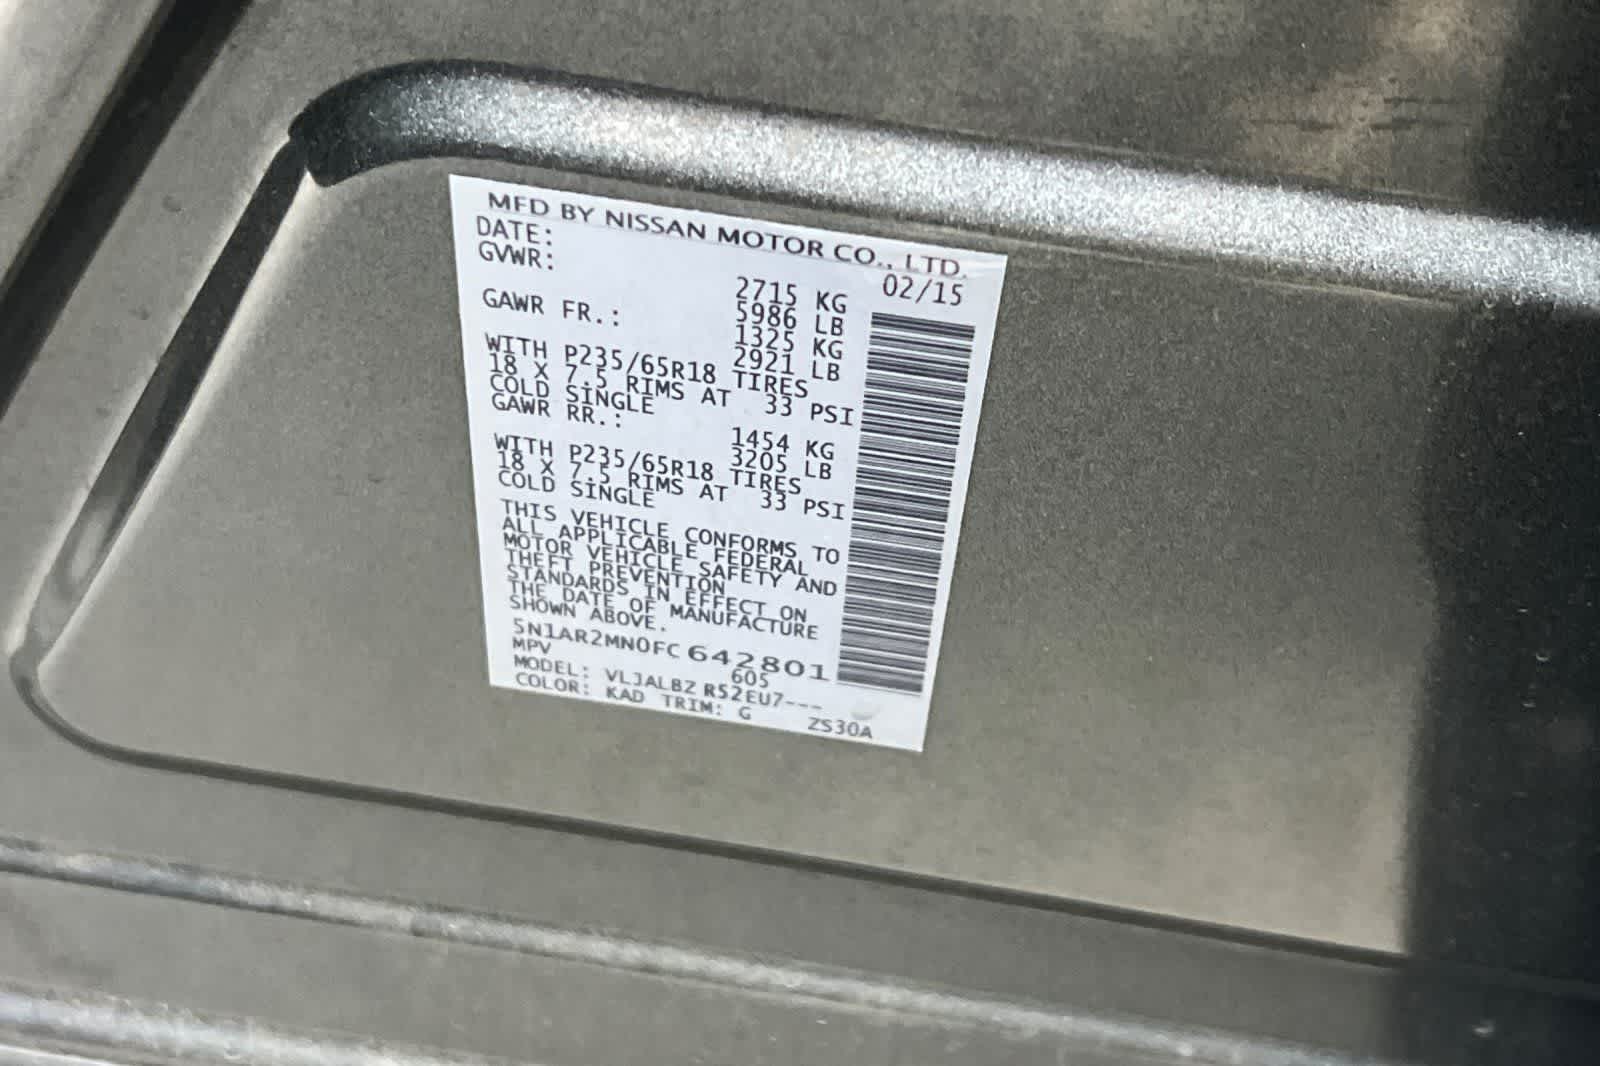 MFD BY NISSAN MOTOR CO., LTD.
DATE: 02/15
GVWR: 2715 KG
5986 LB
GAWR FR.: 1325 KG
2921 LB
WITH P235/65R18 TIRES
18 X 7.5 RIMS AT 33 PSI
COLD SINGLE
GAWR RR.: 1454 KG
3205 LB
WITH P235/65R18 TIRES
18 X 7.5 RIMS AT 33 PSI
COLD SINGLE
THIS VEHICLE CONFORMS TO
ALL APPLICABLE FEDERAL
MOTOR VEHICLE SAFETY AND
THEFT PREVENTION
STANDARDS IN EFFECT ON
THE DATE OF MANUFACTURE
SHOWN ABOVE.
5N1AR2MN0FC642801
MPV 605
MODEL: VLJALBZ R52EU7---
COLOR: KAD TRIM: G ZS30A